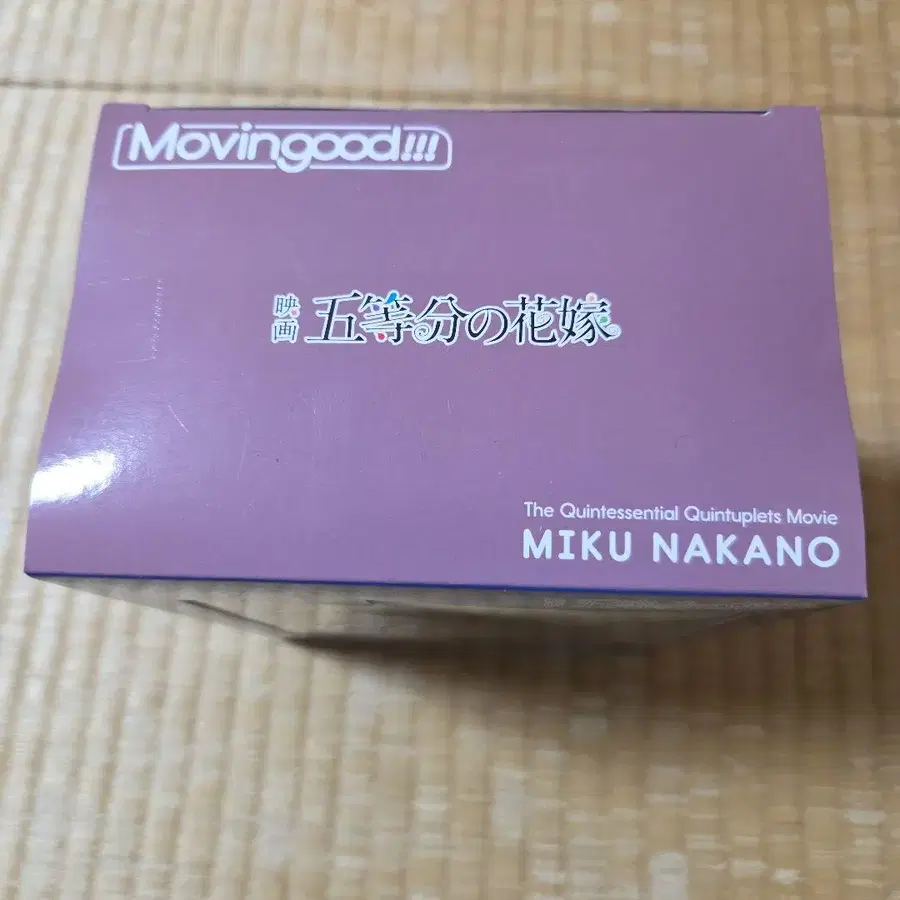 Movingood!!!
映画 五等分の花嫁
The Quintessential Quintuplets Movie
MIKU NAKANO